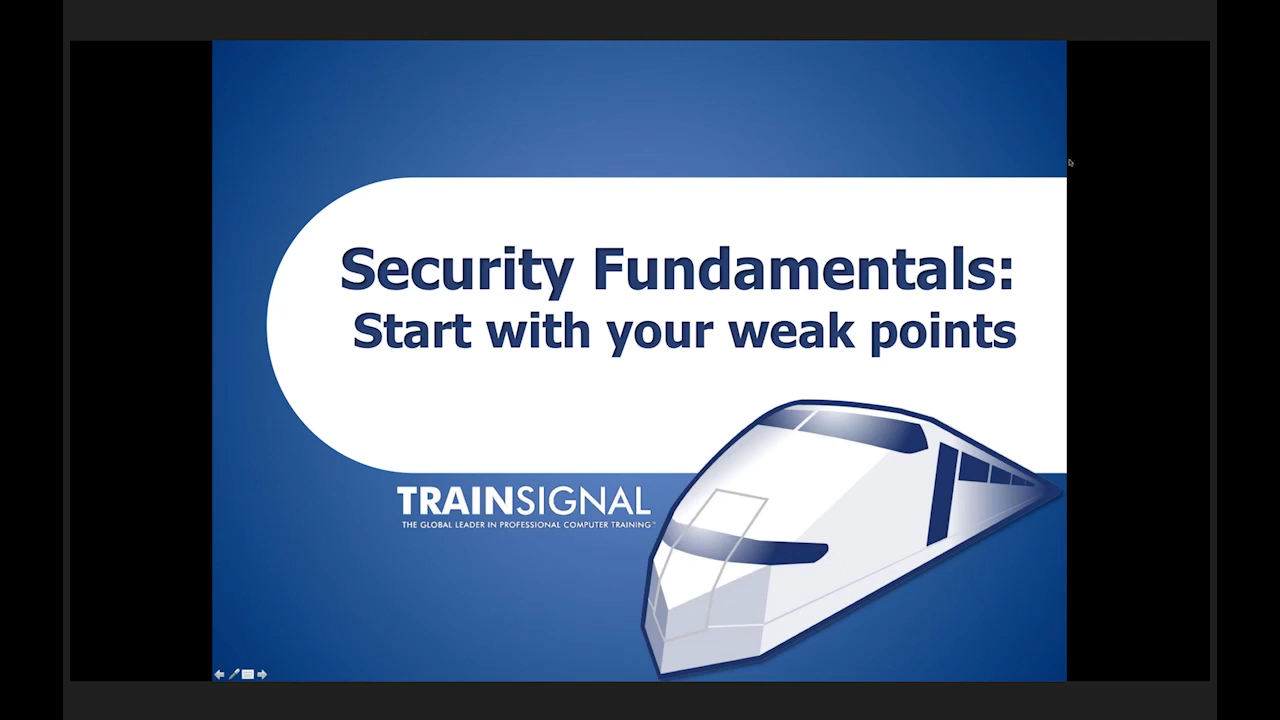 Security Fundamentals:
Start with your weak points
TRAINSIGNAL
THE GLOBAL LEADER IN PROFESSIONAL COMPUTER TRAINING™